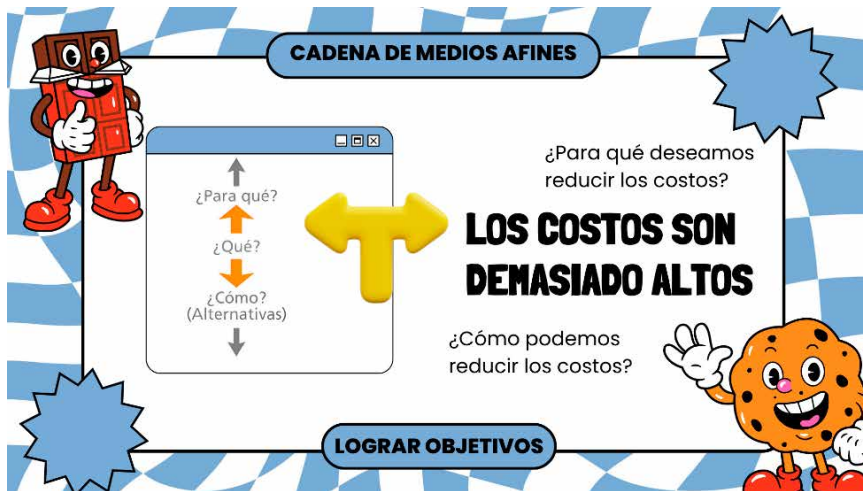 CADENA DE MEDIOS AFINES
¿Para qué?
¿Qué?
¿Cómo?
(Alternativas)
¿Para qué deseamos
reducir los costos?
LOS COSTOS SON
DEMASIADO ALTOS
¿Cómo podemos
reducir los costos?
LOGRAR OBJETIVOS